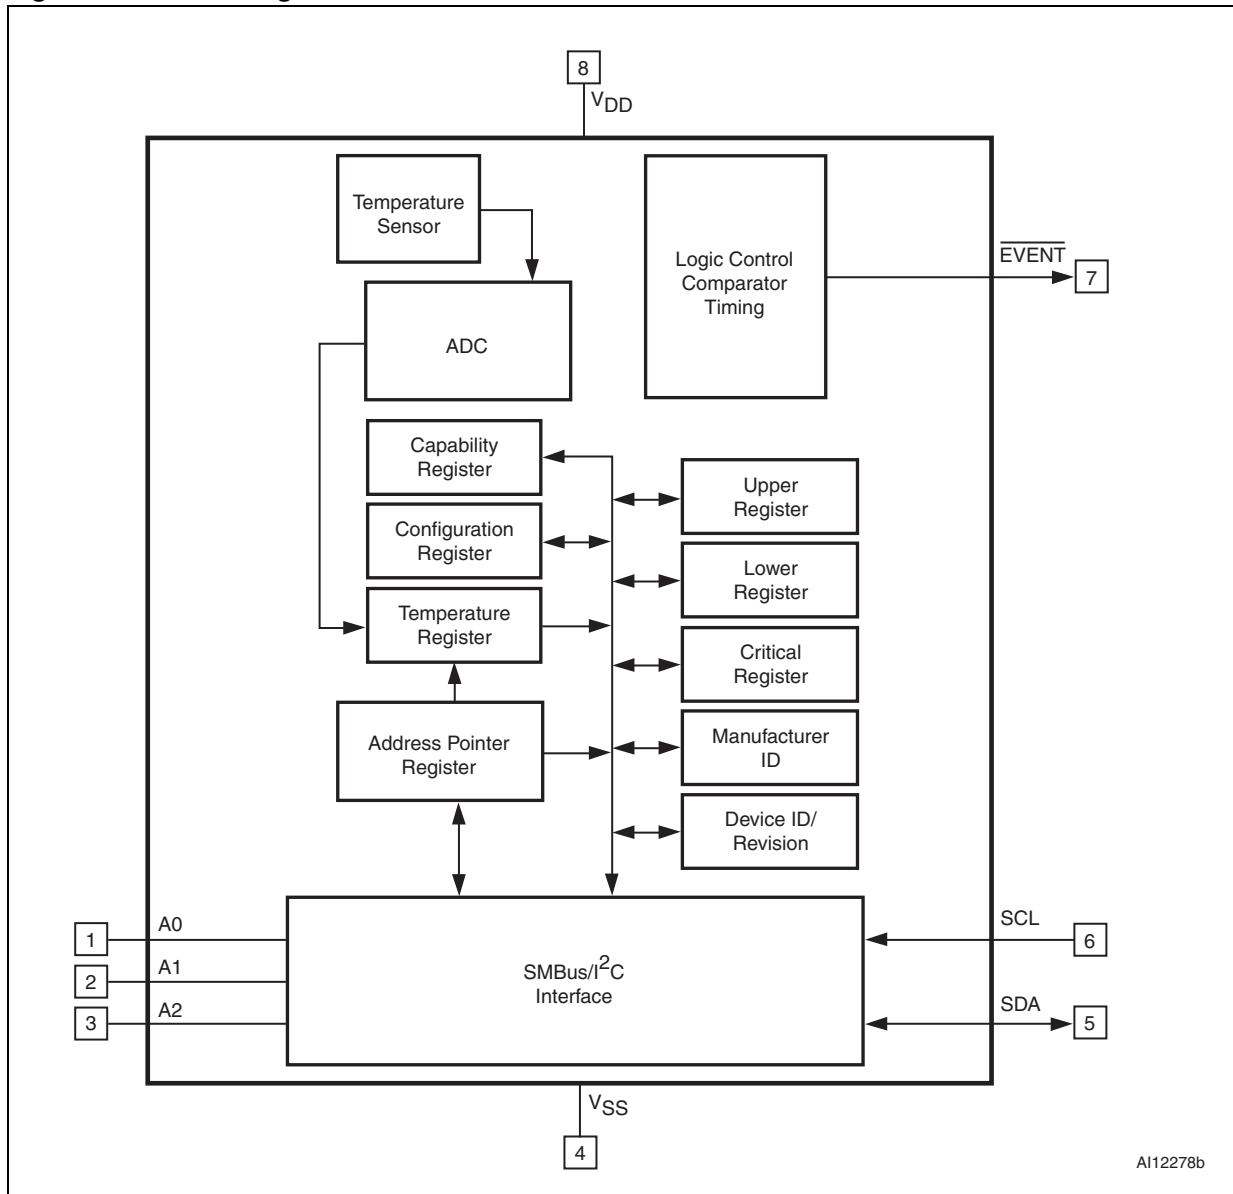 8
VDD
Temperature
Sensor
Logic Control
Comparator
Timing
EVENT
7
ADC
Capability
Register
Upper
Register
Configuration
Register
Lower
Register
Temperature
Register
Critical
Register
Address Pointer
Register
Manufacturer
ID
Device ID/
Revision
1
A0
2
A1
3
A2
SMBus/I2C
Interface
SCL
6
SDA
5
VSS
4
AI12278b